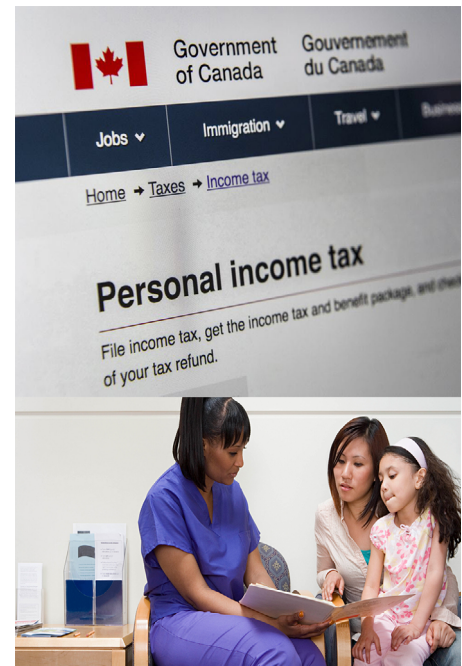 Government
of Canada
Gouvernement
du Canada
Jobs
Immigration
Travel
Home → Taxes → Income tax
Personal income tax
File income tax, get the income tax and benefit package, and
of your tax refund.